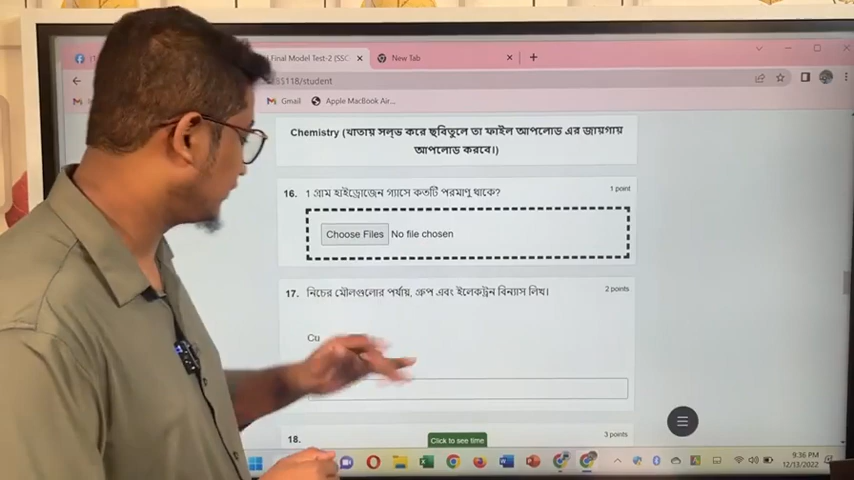 Final Model Test-2 (SSC
New Tab
118/student
Gmail
Apple MacBook Air...
Chemistry (খাতায় সল্ভ করে ছবিতুলে তা ফাইল আপলোড এর জায়গায়
আপলোড করবে।)
16. 1 গ্রাম হাইড্রোজেন গ্যাসে কতটি পরমাণু থাকে? 1 point
Choose Files No file chosen
17. নিচের মৌলগুলোর পর্যায়, গ্রুপ এবং ইলেকট্রন বিন্যাস লিখ। 2 points
Cu
18. 3 points
Click to see time
9:36 PM
12/13/2022